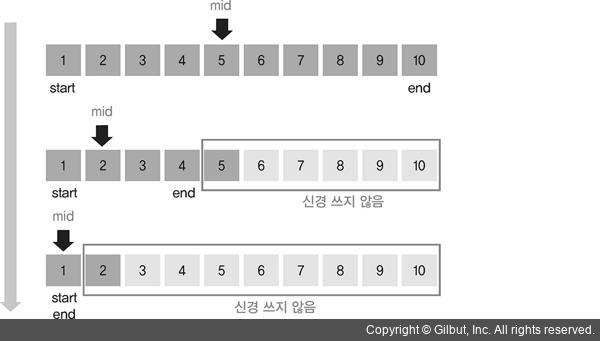 mid
1 2 3 4 5 6 7 8 9 10
start end
mid
1 2 3 4 5 6 7 8 9 10
start end 신경 쓰지 않음
mid
1 2 3 4 5 6 7 8 9 10
start 신경 쓰지 않음
end
Copyright © Gilbut, Inc. All rights reserved.